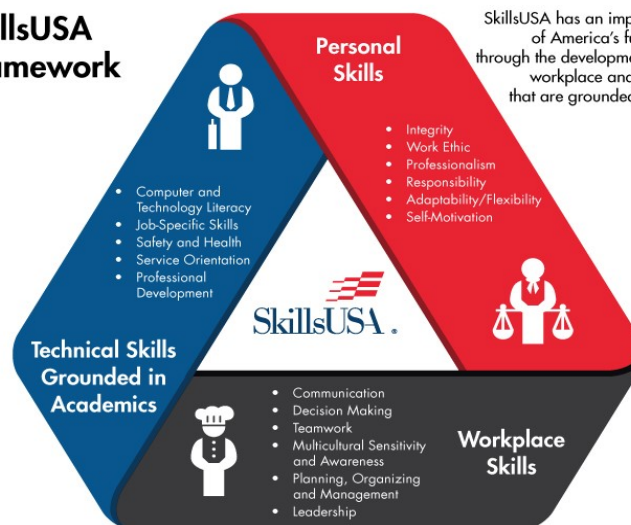 llsUSA
amework
SkillsUSA has an imp
of America's fu
through the developmen
workplace and
that are grounded
Personal
Skills
• Integrity
• Work Ethic
• Professionalism
• Responsibility
• Adaptability/Flexibility
• Self-Motivation
• Computer and
Technology Literacy
• Job-Specific Skills
• Safety and Health
• Service Orientation
• Professional
Development
SkillsUSA ®
Technical Skills
Grounded in
Academics
• Communication
• Decision Making
• Teamwork
• Multicultural Sensitivity
and Awareness
• Planning, Organizing
and Management
• Leadership
Workplace
Skills